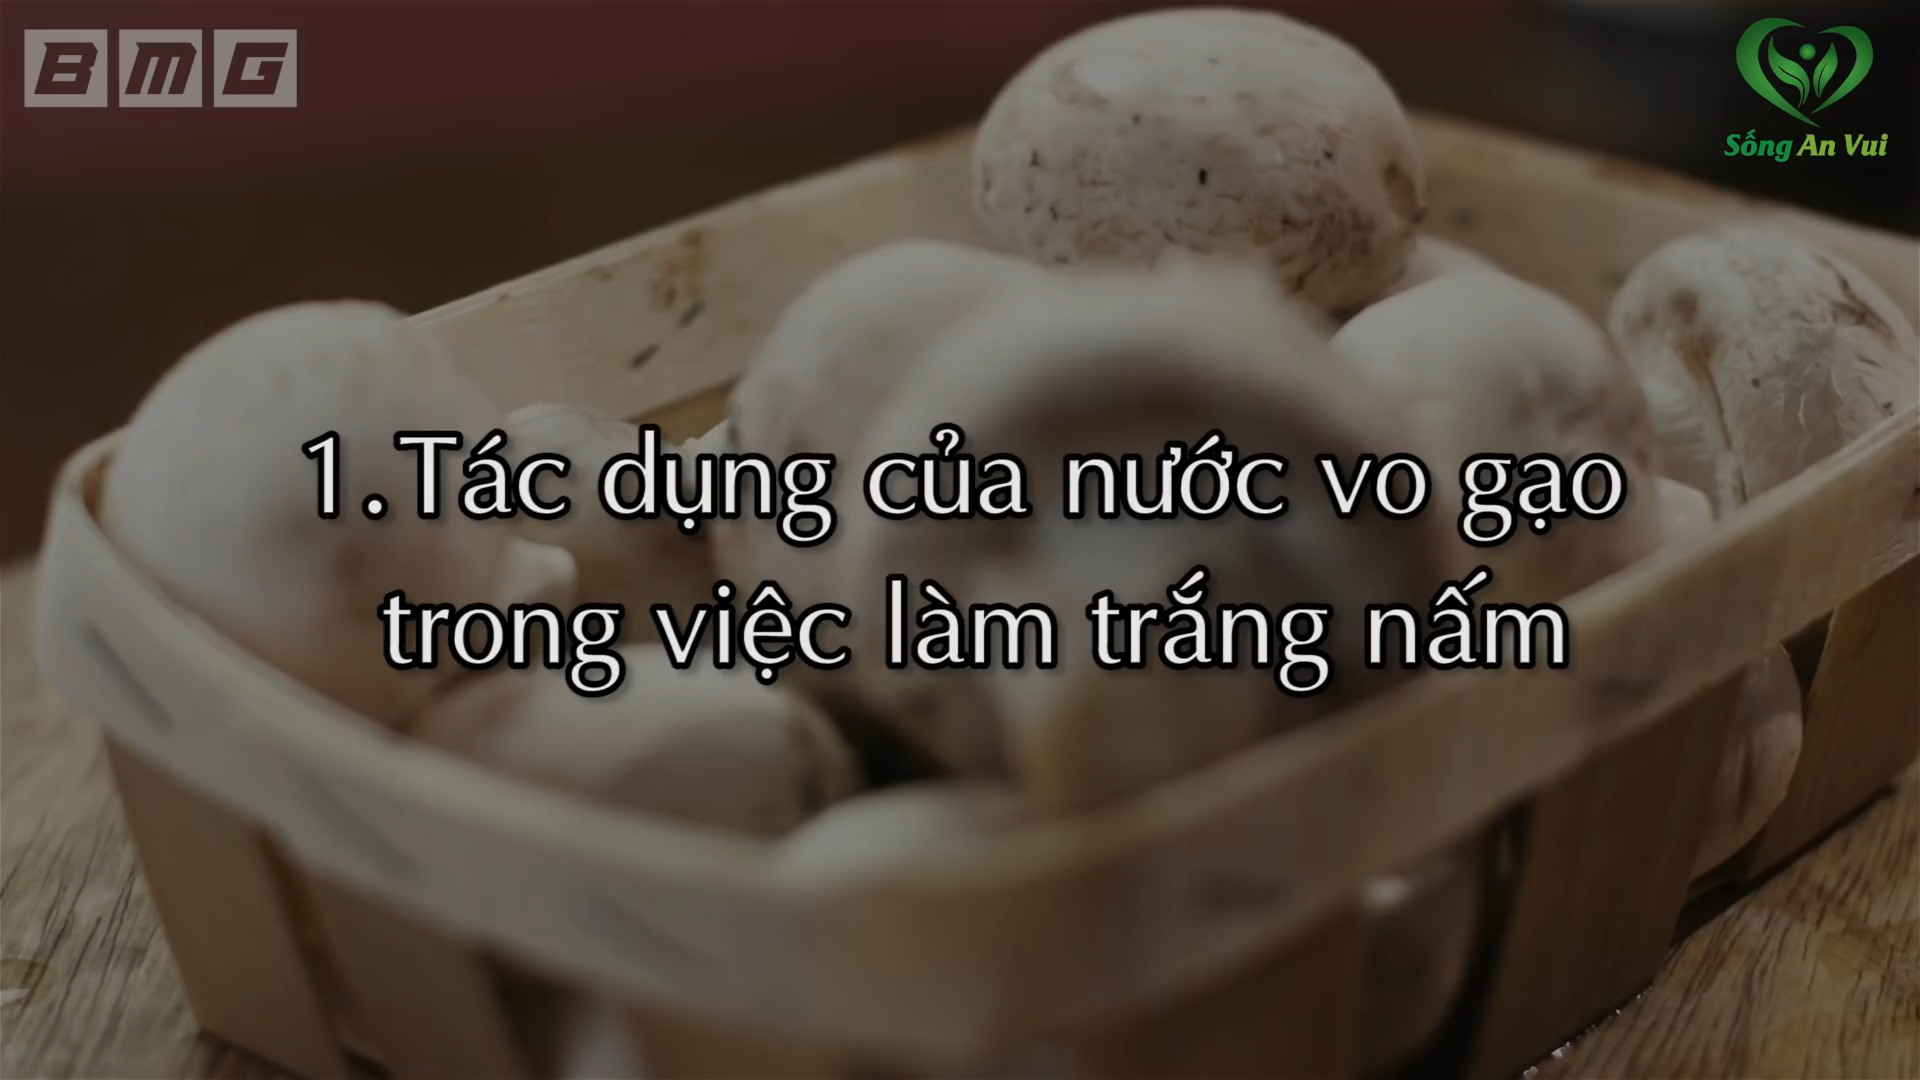 BMG
Sống An Vui
1.Tác dụng của nước vo gạo
trong việc làm trắng nấm